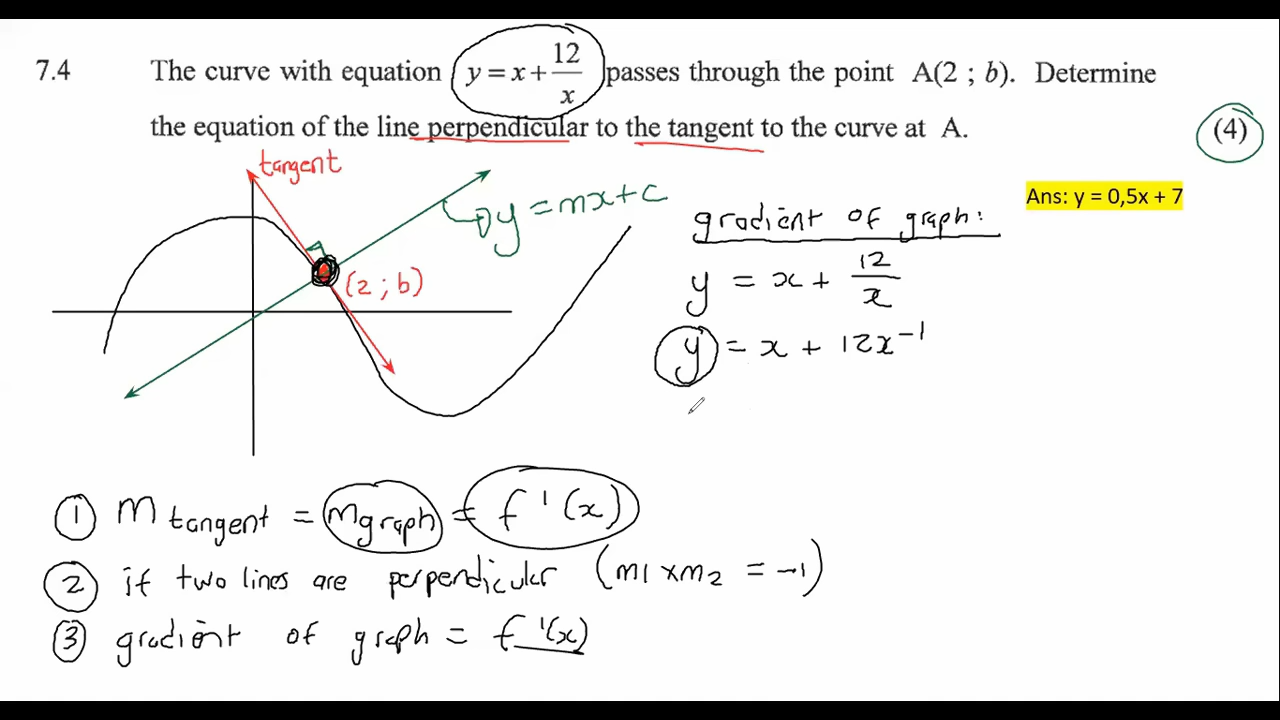 7.4 The curve with equation y = x + 12/x passes through the point A(2 ; b). Determine
the equation of the line perpendicular to the tangent to the curve at A. (4)
tangent
Ans: y = 0,5x + 7
y = mx + c
gradient of graph:
(2 ; b)
y = x + 12/x
y = x + 12x⁻¹
① m tangent = m graph = f'(x)
② if two lines are perpendicular (m1 x m2 = -1)
③ gradient of graph = f'(x)